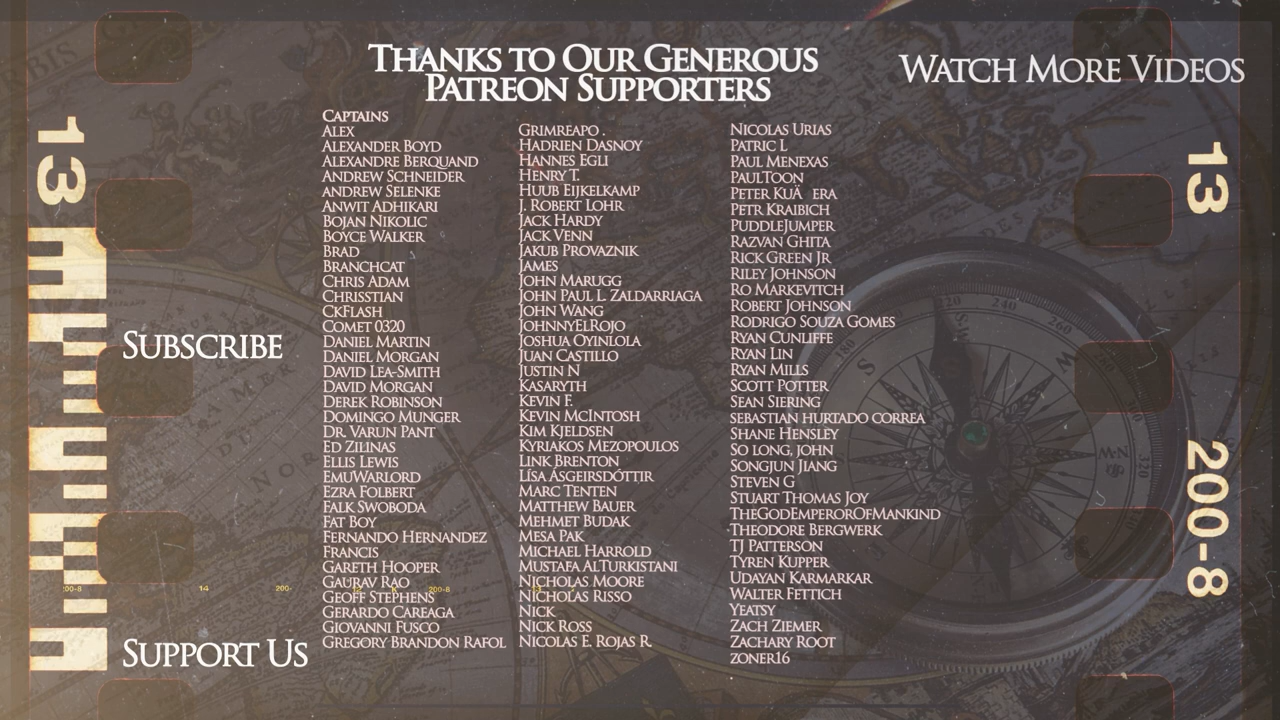 Thanks to Our Generous
Patreon Supporters
Watch More Videos
Captains
Alex
Alexander Boyd
Alexandre Berquand
Andrew Schneider
andrew Selenke
Anwit Adhikari
Bojan Nikolic
Boyce Walker
Brad
Branchcat
Chris Adam
Chrisstian
CKFlash
Comet 0320
Daniel Martin
Daniel Morgan
David Lea-Smith
David Morgan
Derek Robinson
Domingo Munger
Dr. Varun Pant
Ed Zilinas
Ellis Lewis
EmuWarlord
Ezra Folbert
Falk Swoboda
Fat Boy
Fernando Hernandez
Francis
Gareth Hooper
Gaurav Rao
Geoff Stephens
Gerardo Careaga
Giovanni Fusco
Gregory Brandon Rafol
Grimreapo .
Hadrien Dasnoy
Hannes Egli
Henry T.
Huub Eijkelkamp
J. Robert Lohr
Jack Hardy
Jack Venn
Jakub Provaznik
James
John Marugg
John Paul L. Zaldarriaga
John Wang
JohnnyElRojo
Joshua Oyinlola
Juan Castillo
Justin N
Kasaryth
Kevin F.
Kevin McIntosh
Kim Kjeldsen
Kyriakos Mezopoulos
Link Brenton
Lísa Ásgeirsdóttir
Marc Tenten
Matthew Bauer
Mehmet Budak
Mesa Pak
Michael Harrold
Mustafa AlTurkistani
Nicholas Moore
Nicholas Risso
Nick
Nick Ross
Nicolas E. Rojas R.
Nicolas Urias
Patric L
Paul Menexas
PaulToon
Peter KuÄ era
Petr Kraibich
PuddleJumper
Razvan Ghita
Rick Green Jr
Riley Johnson
Ro Markevitch
Robert Johnson
Rodrigo Souza Gomes
Ryan Cunliffe
Ryan Lin
Ryan Mills
Scott Potter
Sean Siering
sebastian hurtado correa
Shane Hensley
So long, John
Songjun Jiang
Steven G
Stuart Thomas Joy
TheGodEmperorOfMankind
Theodore Bergwerk
TJ Patterson
Tyren Kupper
Udayan Karmarkar
Walter Fettich
Yeatsy
Zach Ziemer
Zachary Root
zoner16
Subscribe
Support Us
13
13
200-8
14
200-
200-8
220
240
260
180
320
W·N